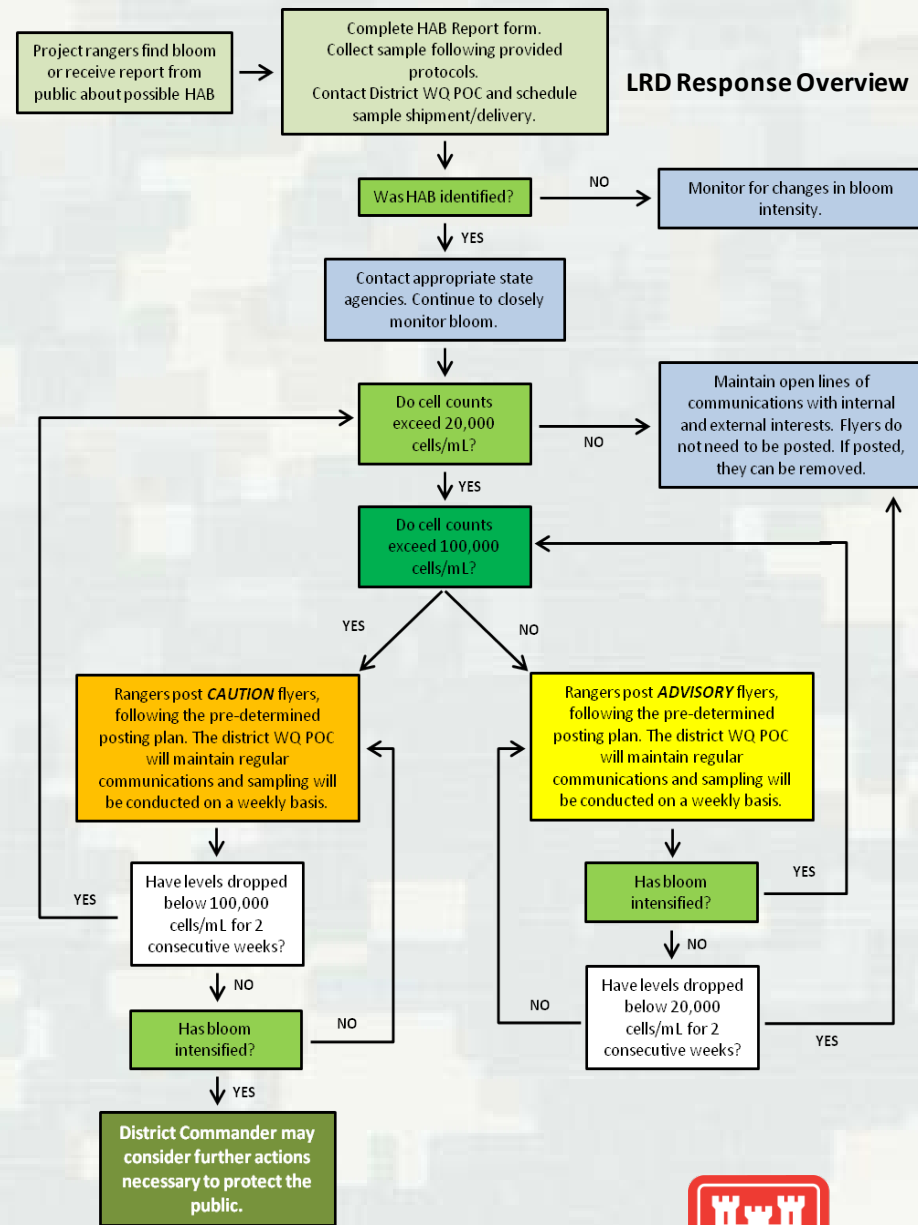 LRD Response Overview
Project rangers find bloom
or receive report from
public about possible HAB
Complete HAB Report form.
Collect sample following provided
protocols.
Contact District WQ POC and schedule
sample shipment/delivery.
Was HAB identified?
NO
Monitor for changes in bloom
intensity.
YES
Contact appropriate state
agencies. Continue to closely
monitor bloom.
Do cell counts
exceed 20,000
cells/mL?
NO
Maintain open lines of
communications with internal
and external interests. Flyers do
not need to be posted. If posted,
they can be removed.
YES
Do cell counts
exceed 100,000
cells/mL?
YES
NO
Rangers post CAUTION flyers,
following the pre-determined
posting plan. The district WQ POC
will maintain regular
communications and sampling will
be conducted on a weekly basis.
Rangers post ADVISORY flyers,
following the pre-determined
posting plan. The district WQ POC
will maintain regular
communications and sampling will
be conducted on a weekly basis.
YES
Have levels dropped
below 100,000
cells/mL for 2
consecutive weeks?
Has bloom
intensified?
YES
NO
NO
Has bloom
intensified?
NO
NO
Have levels dropped
below 20,000
cells/mL for 2
consecutive weeks?
YES
YES
District Commander may
consider further actions
necessary to protect the
public.